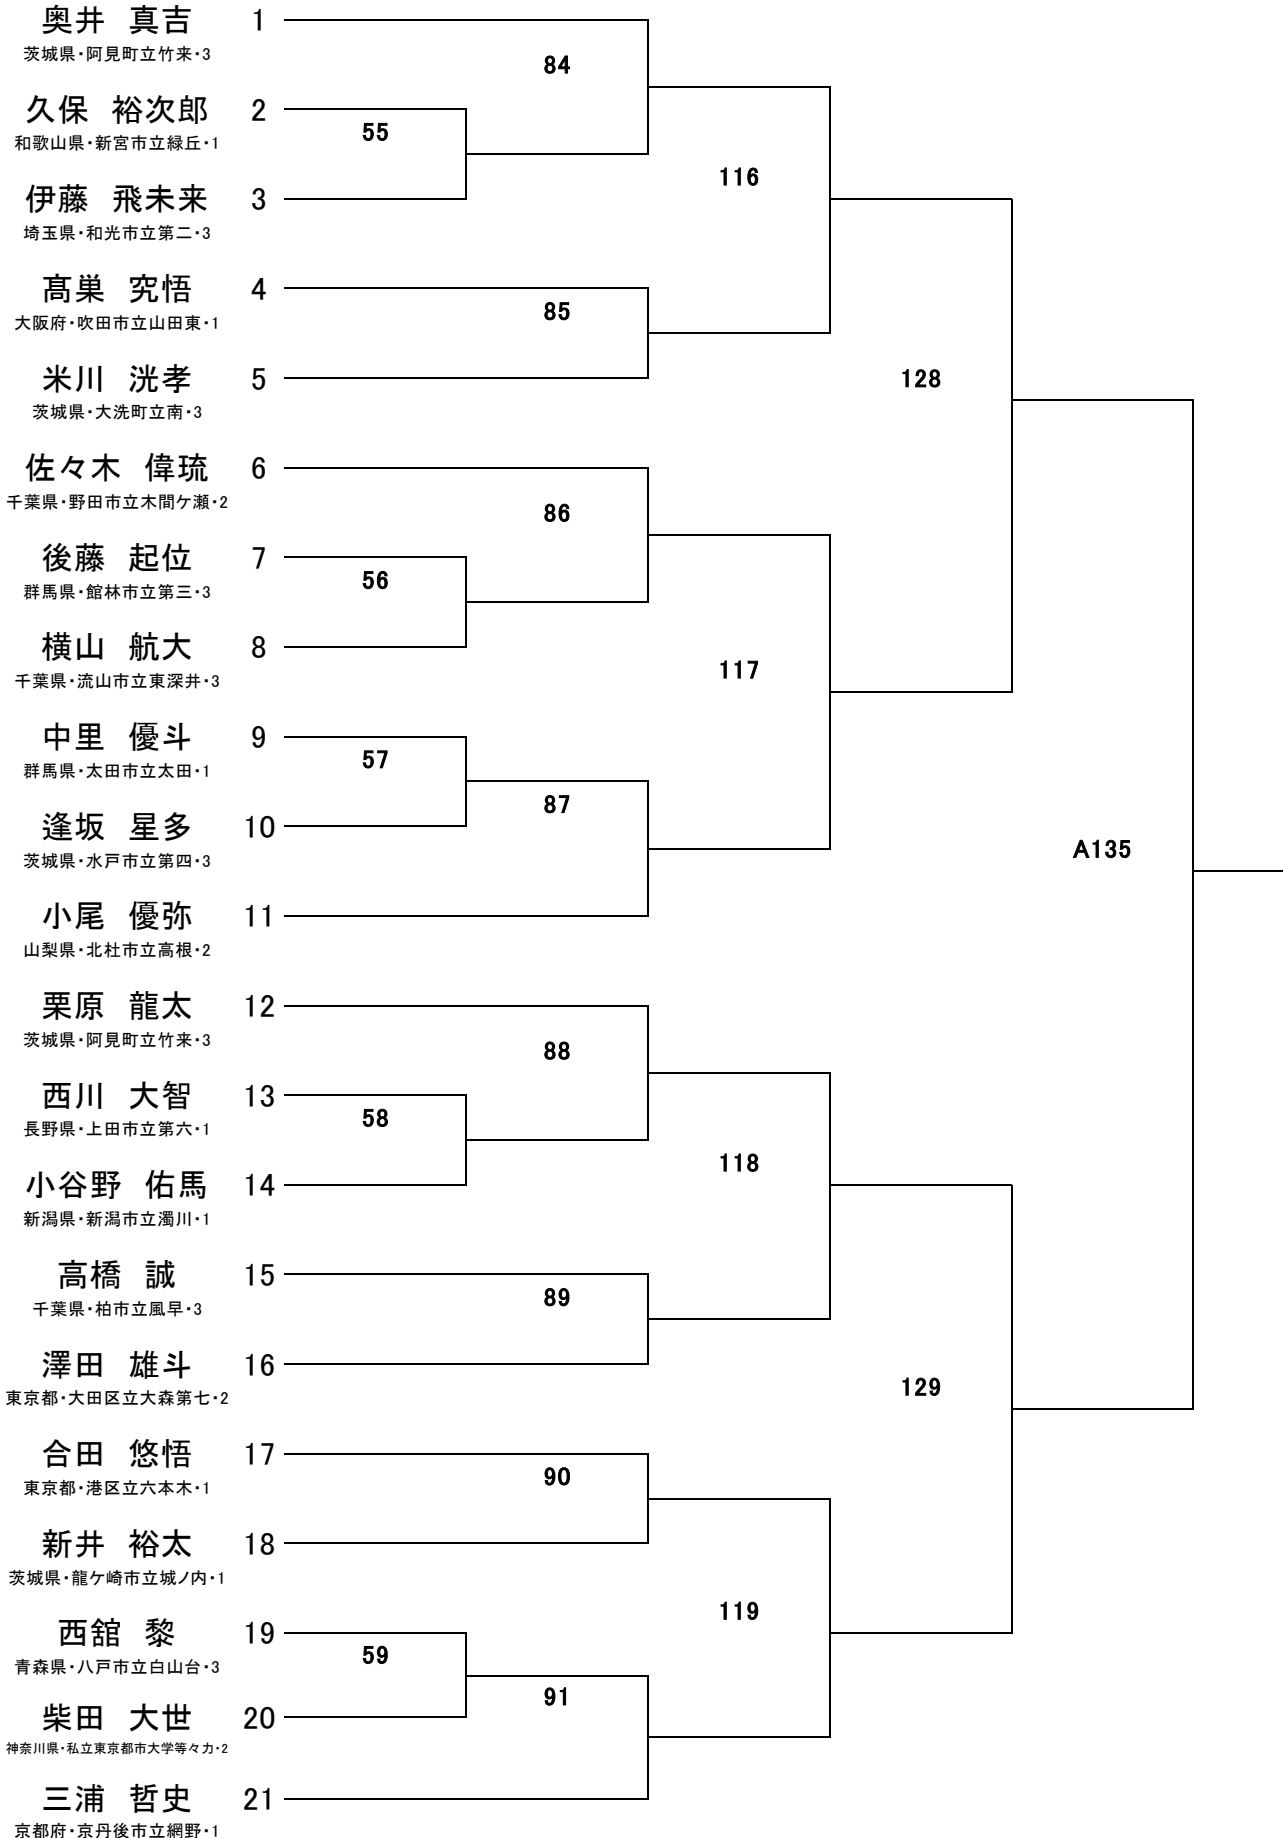 奥井 真吉 1
茨城県・阿見町立竹来・3
84
久保 裕次郎 2
和歌山県・新宮市立緑丘・1
55
伊藤 飛未来 3
埼玉県・和光市立第二・3
116
髙巣 究悟 4
大阪府・吹田市立山田東・1
85
米川 洸孝 5
茨城県・大洗町立南・3
128
佐々木 偉琉 6
千葉県・野田市立木間ケ瀬・2
86
後藤 起位 7
群馬県・館林市立第三・3
56
横山 航大 8
千葉県・流山市立東深井・3
117
中里 優斗 9
群馬県・太田市立太田・1
57
逢坂 星多 10
茨城県・水戸市立第四・3
87
A135
小尾 優弥 11
山梨県・北杜市立高根・2
栗原 龍太 12
茨城県・阿見町立竹来・3
88
西川 大智 13
長野県・上田市立第六・1
58
小谷野 佑馬 14
新潟県・新潟市立濁川・1
118
高橋 誠 15
千葉県・柏市立風早・3
89
澤田 雄斗 16
東京都・大田区立大森第七・2
129
合田 悠悟 17
東京都・港区立六本木・1
90
新井 裕太 18
茨城県・龍ケ崎市立城ノ内・1
119
西舘 黎 19
青森県・八戸市立白山台・3
59
柴田 大世 20
神奈川県・私立東京都市大学等々力・2
91
三浦 哲史 21
京都府・京丹後市立網野・1